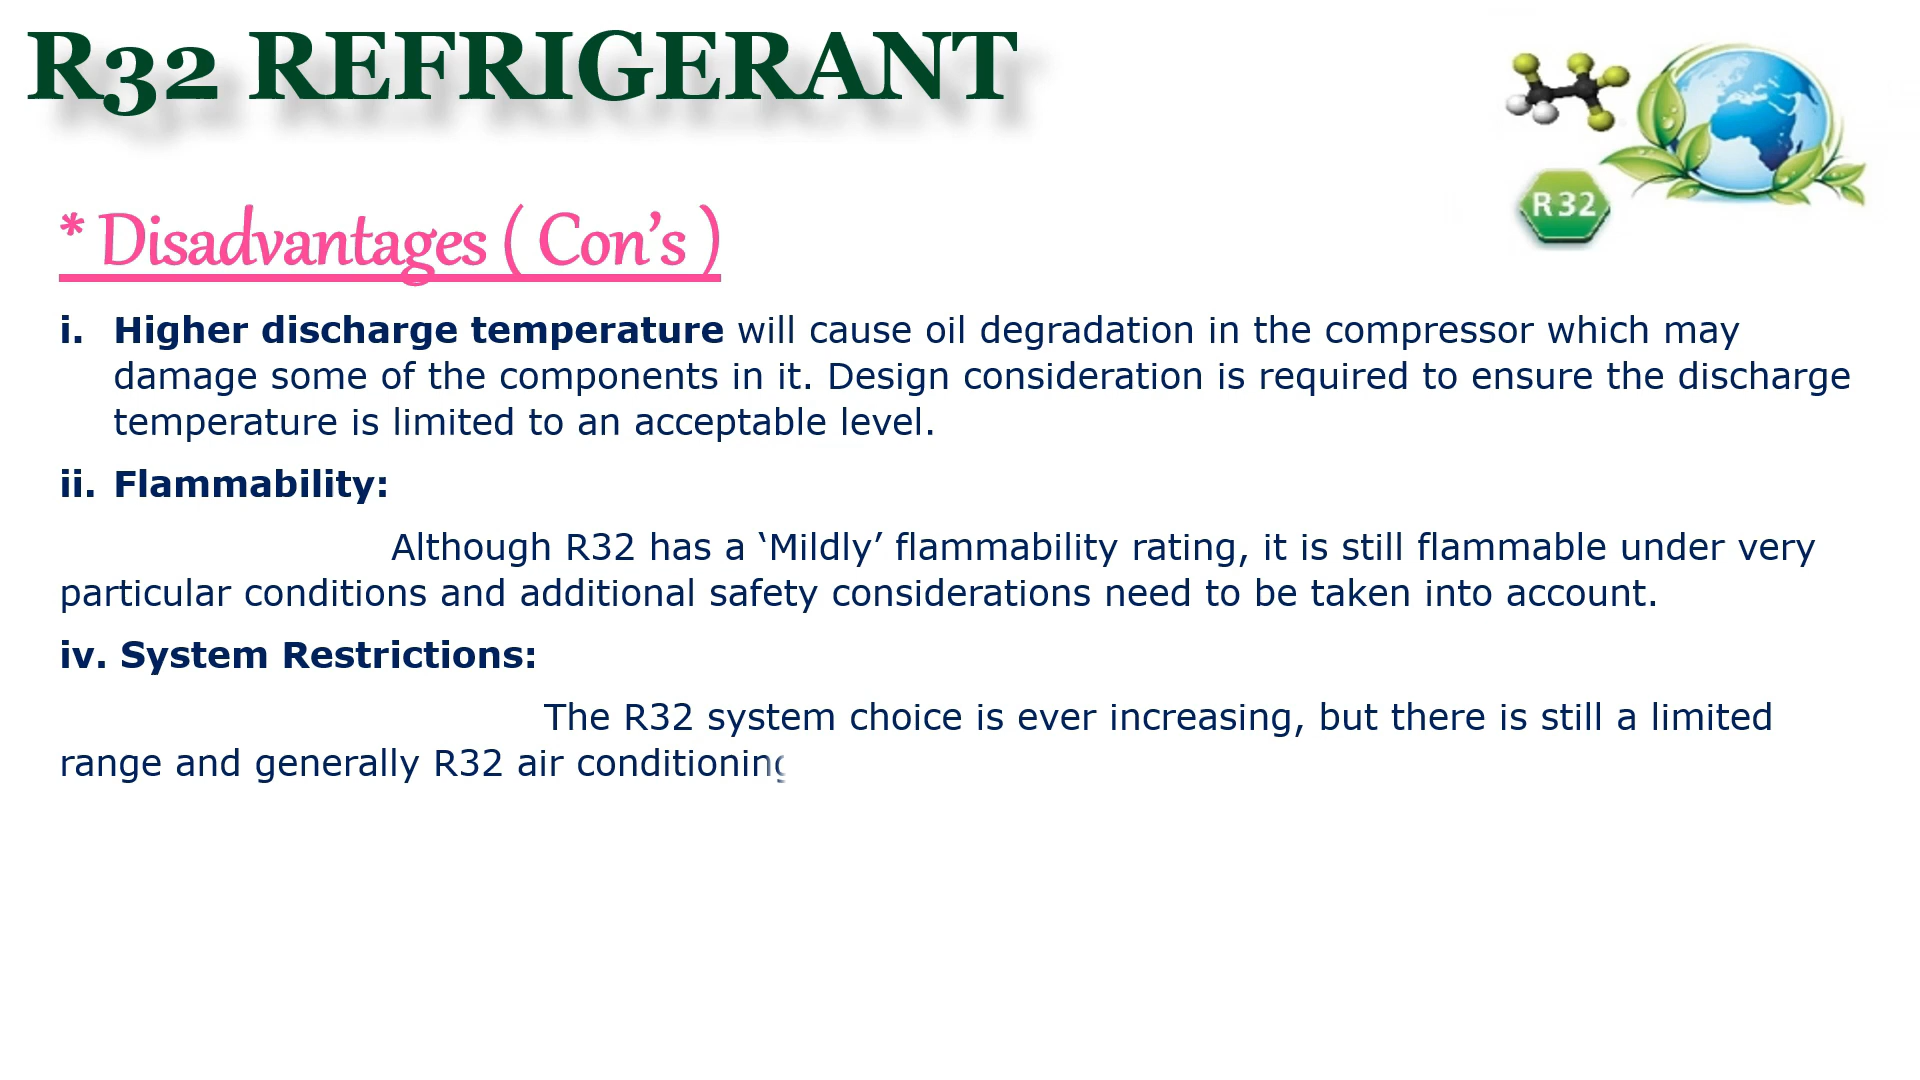 R32 REFRIGERANT
R 32
* Disadvantages ( Con’s )
i. Higher discharge temperature will cause oil degradation in the compressor which may
damage some of the components in it. Design consideration is required to ensure the discharge
temperature is limited to an acceptable level.
ii. Flammability:
Although R32 has a ‘Mildly’ flammability rating, it is still flammable under very
particular conditions and additional safety considerations need to be taken into account.
iv. System Restrictions:
The R32 system choice is ever increasing, but there is still a limited
range and generally R32 air conditioning